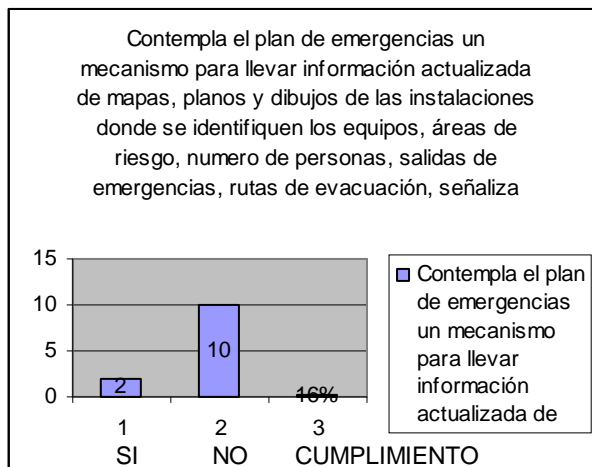 Contempla el plan de emergencias un
mecanismo para llevar información actualizada
de mapas, planos y dibujos de las instalaciones
donde se identifiquen los equipos, áreas de
riesgo, numero de personas, salidas de
emergencias, rutas de evacuación, señaliza
15
10
5
0
2
10
16%
1 2 3
SI NO CUMPLIMIENTO
Contempla el plan
de emergencias
un mecanismo
para llevar
información
actualizada de